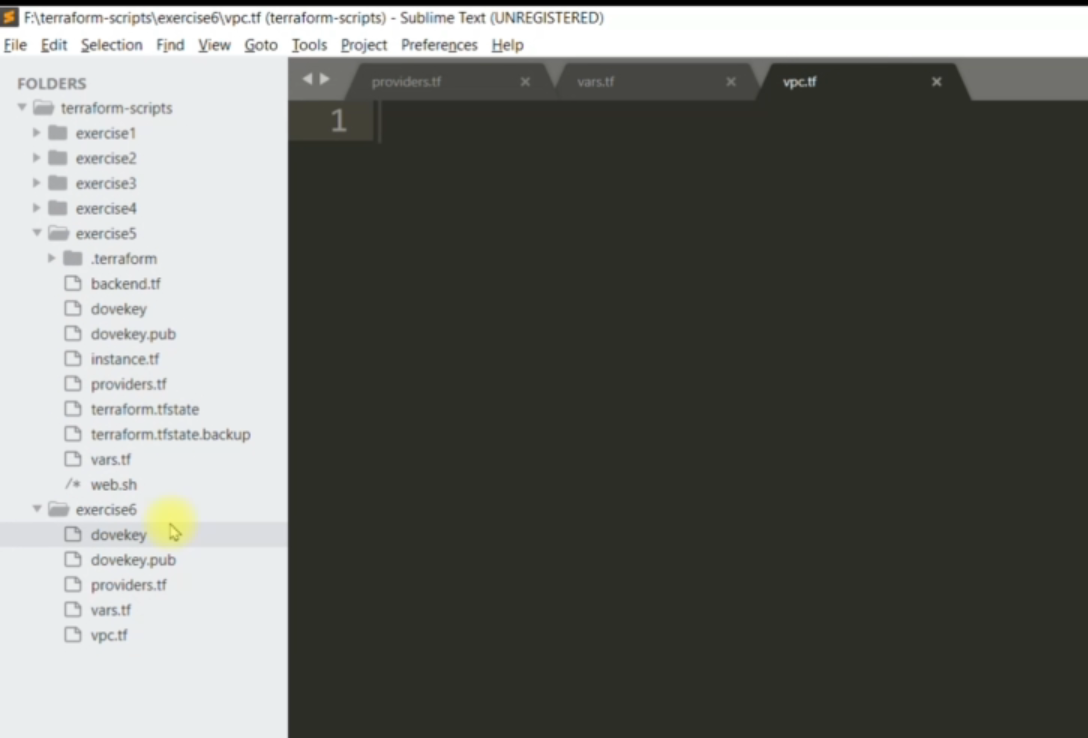 F:\terraform-scripts\exercise6\vpc.tf (terraform-scripts) - Sublime Text (UNREGISTERED)
File Edit Selection Find View Goto Tools Project Preferences Help
FOLDERS
terraform-scripts
exercise1
exercise2
exercise3
exercise4
exercise5
.terraform
backend.tf
dovekey
dovekey.pub
instance.tf
providers.tf
terraform.tfstate
terraform.tfstate.backup
vars.tf
/* web.sh
exercise6
dovekey
dovekey.pub
providers.tf
vars.tf
vpc.tf
providers.tf × vars.tf × vpc.tf ×
1